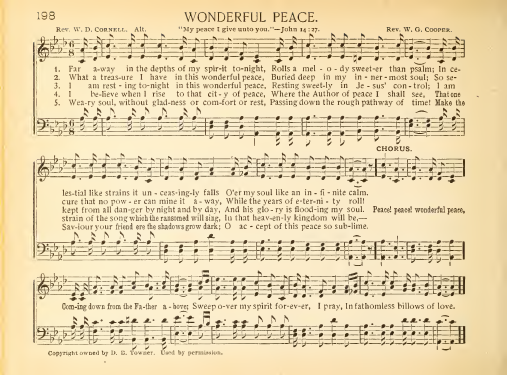 198
WONDERFUL PEACE.
Rev. W. D. Cornell. Alt. "My peace I give unto you."—John 14:27. Rev. W. G. Cooper.
1. Far a-way in the depths of my spir-it to-night, Rolls a mel - o - dy sweet-er than psalm; In ce-
2. What a treas-ure I have in this wonderful peace, Buried deep in my in - ner - most soul; So se-
3. I am rest - ing to-night in this wonderful peace, Resting sweet-ly in Je - sus' con - trol; I am
4. I be-lieve when I rise to that cit - y of peace, Where the Author of peace I shall see, That one
5. Wea-ry soul, without glad-ness or com-fort or rest, Passing down the rough pathway of time! Make the
CHORUS.
les-tial like strains it un - ceas-ing-ly falls O'er my soul like an in - fi - nite calm.
cure that no pow - er can mine it a - way, While the years of e-ter-ni - ty roll!
kept from all dan-ger by night and by day, And his glo - ry is flood-ing my soul. Peace! peace! wonderful peace,
strain of the song which the ransomed will sing, In that heav-en-ly kingdom will be,—
Sav-iour your friend ere the shadows grow dark; O ac - cept of this peace so sub-lime.
Com-ing down from the Fa-ther a - bove; Sweep o-ver my spirit for-ev-er, I pray, In fathomless billows of love.
Copyright owned by D. B. Towner. Used by permission.